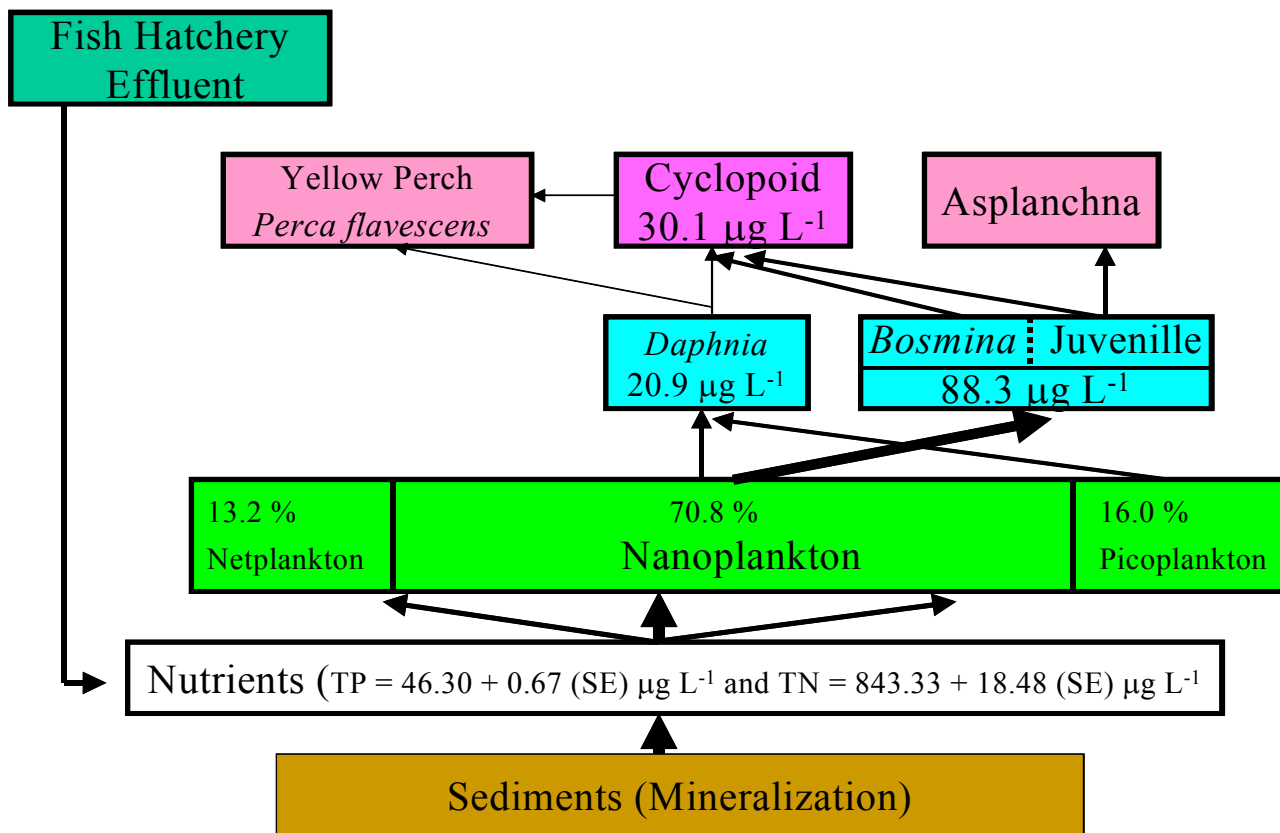 Fish Hatchery
Effluent
Yellow Perch
Perca flavescens
Cyclopoid
30.1 μg L-1
Asplanchna
Daphnia
20.9 μg L-1
Bosmina Juvenille
88.3 μg L-1
13.2 %
Netplankton
70.8 %
Nanoplankton
16.0 %
Picoplankton
Nutrients (TP = 46.30 + 0.67 (SE) μg L-1 and TN = 843.33 + 18.48 (SE) μg L-1
Sediments (Mineralization)